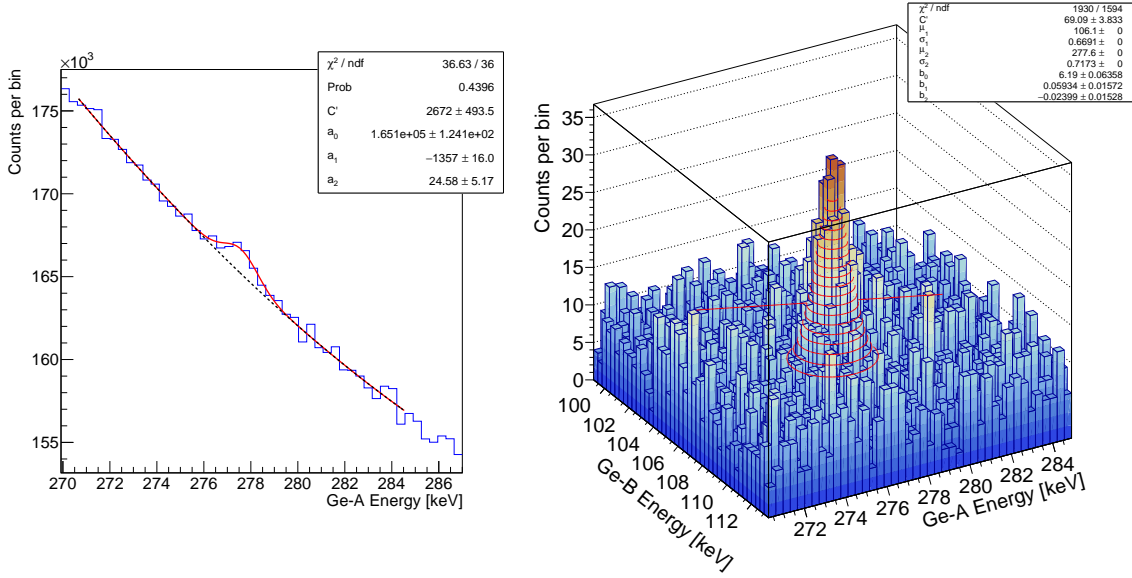 ×10³
Counts per bin
175
170
165
160
155
270 272 274 276 278 280 282 284 286
Ge-A Energy [keV]
χ² / ndf 36.63 / 36
Prob 0.4396
C' 2672 ± 493.5
a₀ 1.651e+05 ± 1.241e+02
a₁ −1357 ± 16.0
a₂ 24.58 ± 5.17
χ² / ndf 1930 / 1594
C' 69.09 ± 3.833
μ₁ 106.1 ± 0
σ₁ 0.6691 ± 0
μ₂ 277.6 ± 0
σ₂ 0.7173 ± 0
b₀ 6.19 ± 0.06358
b₁ 0.05934 ± 0.01572
b₂ −0.02399 ± 0.01528
Counts per bin
35
30
25
20
15
10
5
0
100 102 104 106 108 110 112
Ge-B Energy [keV]
272 274 276 278 280 282 284
Ge-A Energy [keV]